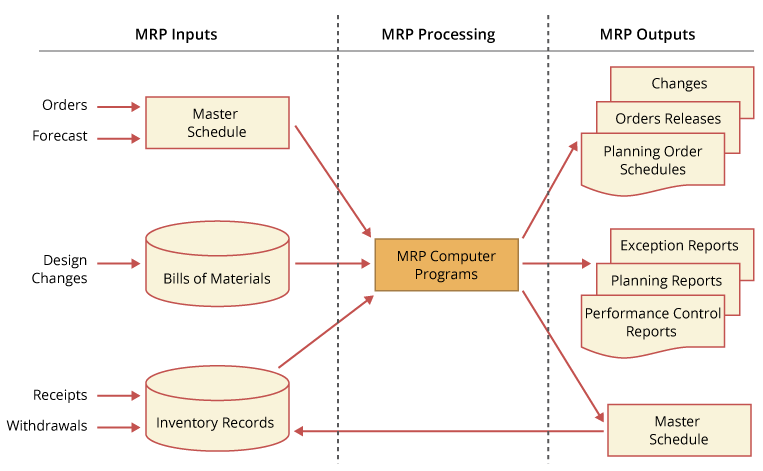 MRP Inputs
MRP Processing
MRP Outputs
Orders
Forecast
Master
Schedule
Design
Changes
Bills of Materials
Receipts
Withdrawals
Inventory Records
MRP Computer
Programs
Changes
Orders Releases
Planning Order
Schedules
Exception Reports
Planning Reports
Performance Control
Reports
Master
Schedule